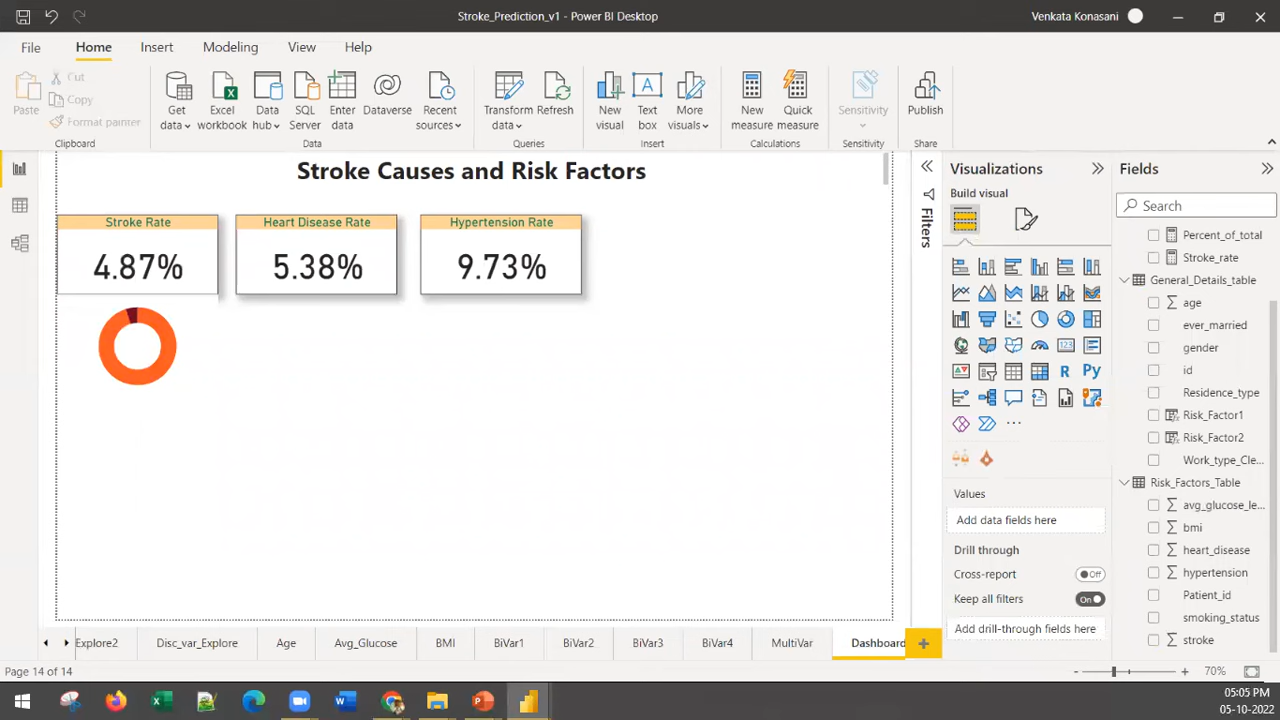 Stroke_Prediction_v1 - Power BI Desktop
Venkata Konasani
File Home Insert Modeling View Help
Paste
Cut
Copy
Format painter
Clipboard
Get data
Excel workbook
Data hub
SQL Server
Enter data
Dataverse
Recent sources
Data
Transform data
Refresh
Queries
New visual
Text box
More visuals
Insert
New measure
Quick measure
Calculations
Sensitivity
Sensitivity
Publish
Share
Stroke Causes and Risk Factors
Stroke Rate
4.87%
Heart Disease Rate
5.38%
Hypertension Rate
9.73%
Filters
Visualizations
Build visual
Values
Add data fields here
Drill through
Cross-report Off
Keep all filters On
Add drill-through fields here
Fields
Search
Percent_of_total
Stroke_rate
General_Details_table
age
ever_married
gender
id
Residence_type
Risk_Factor1
Risk_Factor2
Work_type_Cle...
Risk_Factors_Table
avg_glucose_le...
bmi
heart_disease
hypertension
Patient_id
smoking_status
stroke
Explore2 Disc_var_Explore Age Avg_Glucose BMI BiVar1 BiVar2 BiVar3 BiVar4 MultiVar Dashboard
Page 14 of 14
70%
05:05 PM
05-10-2022